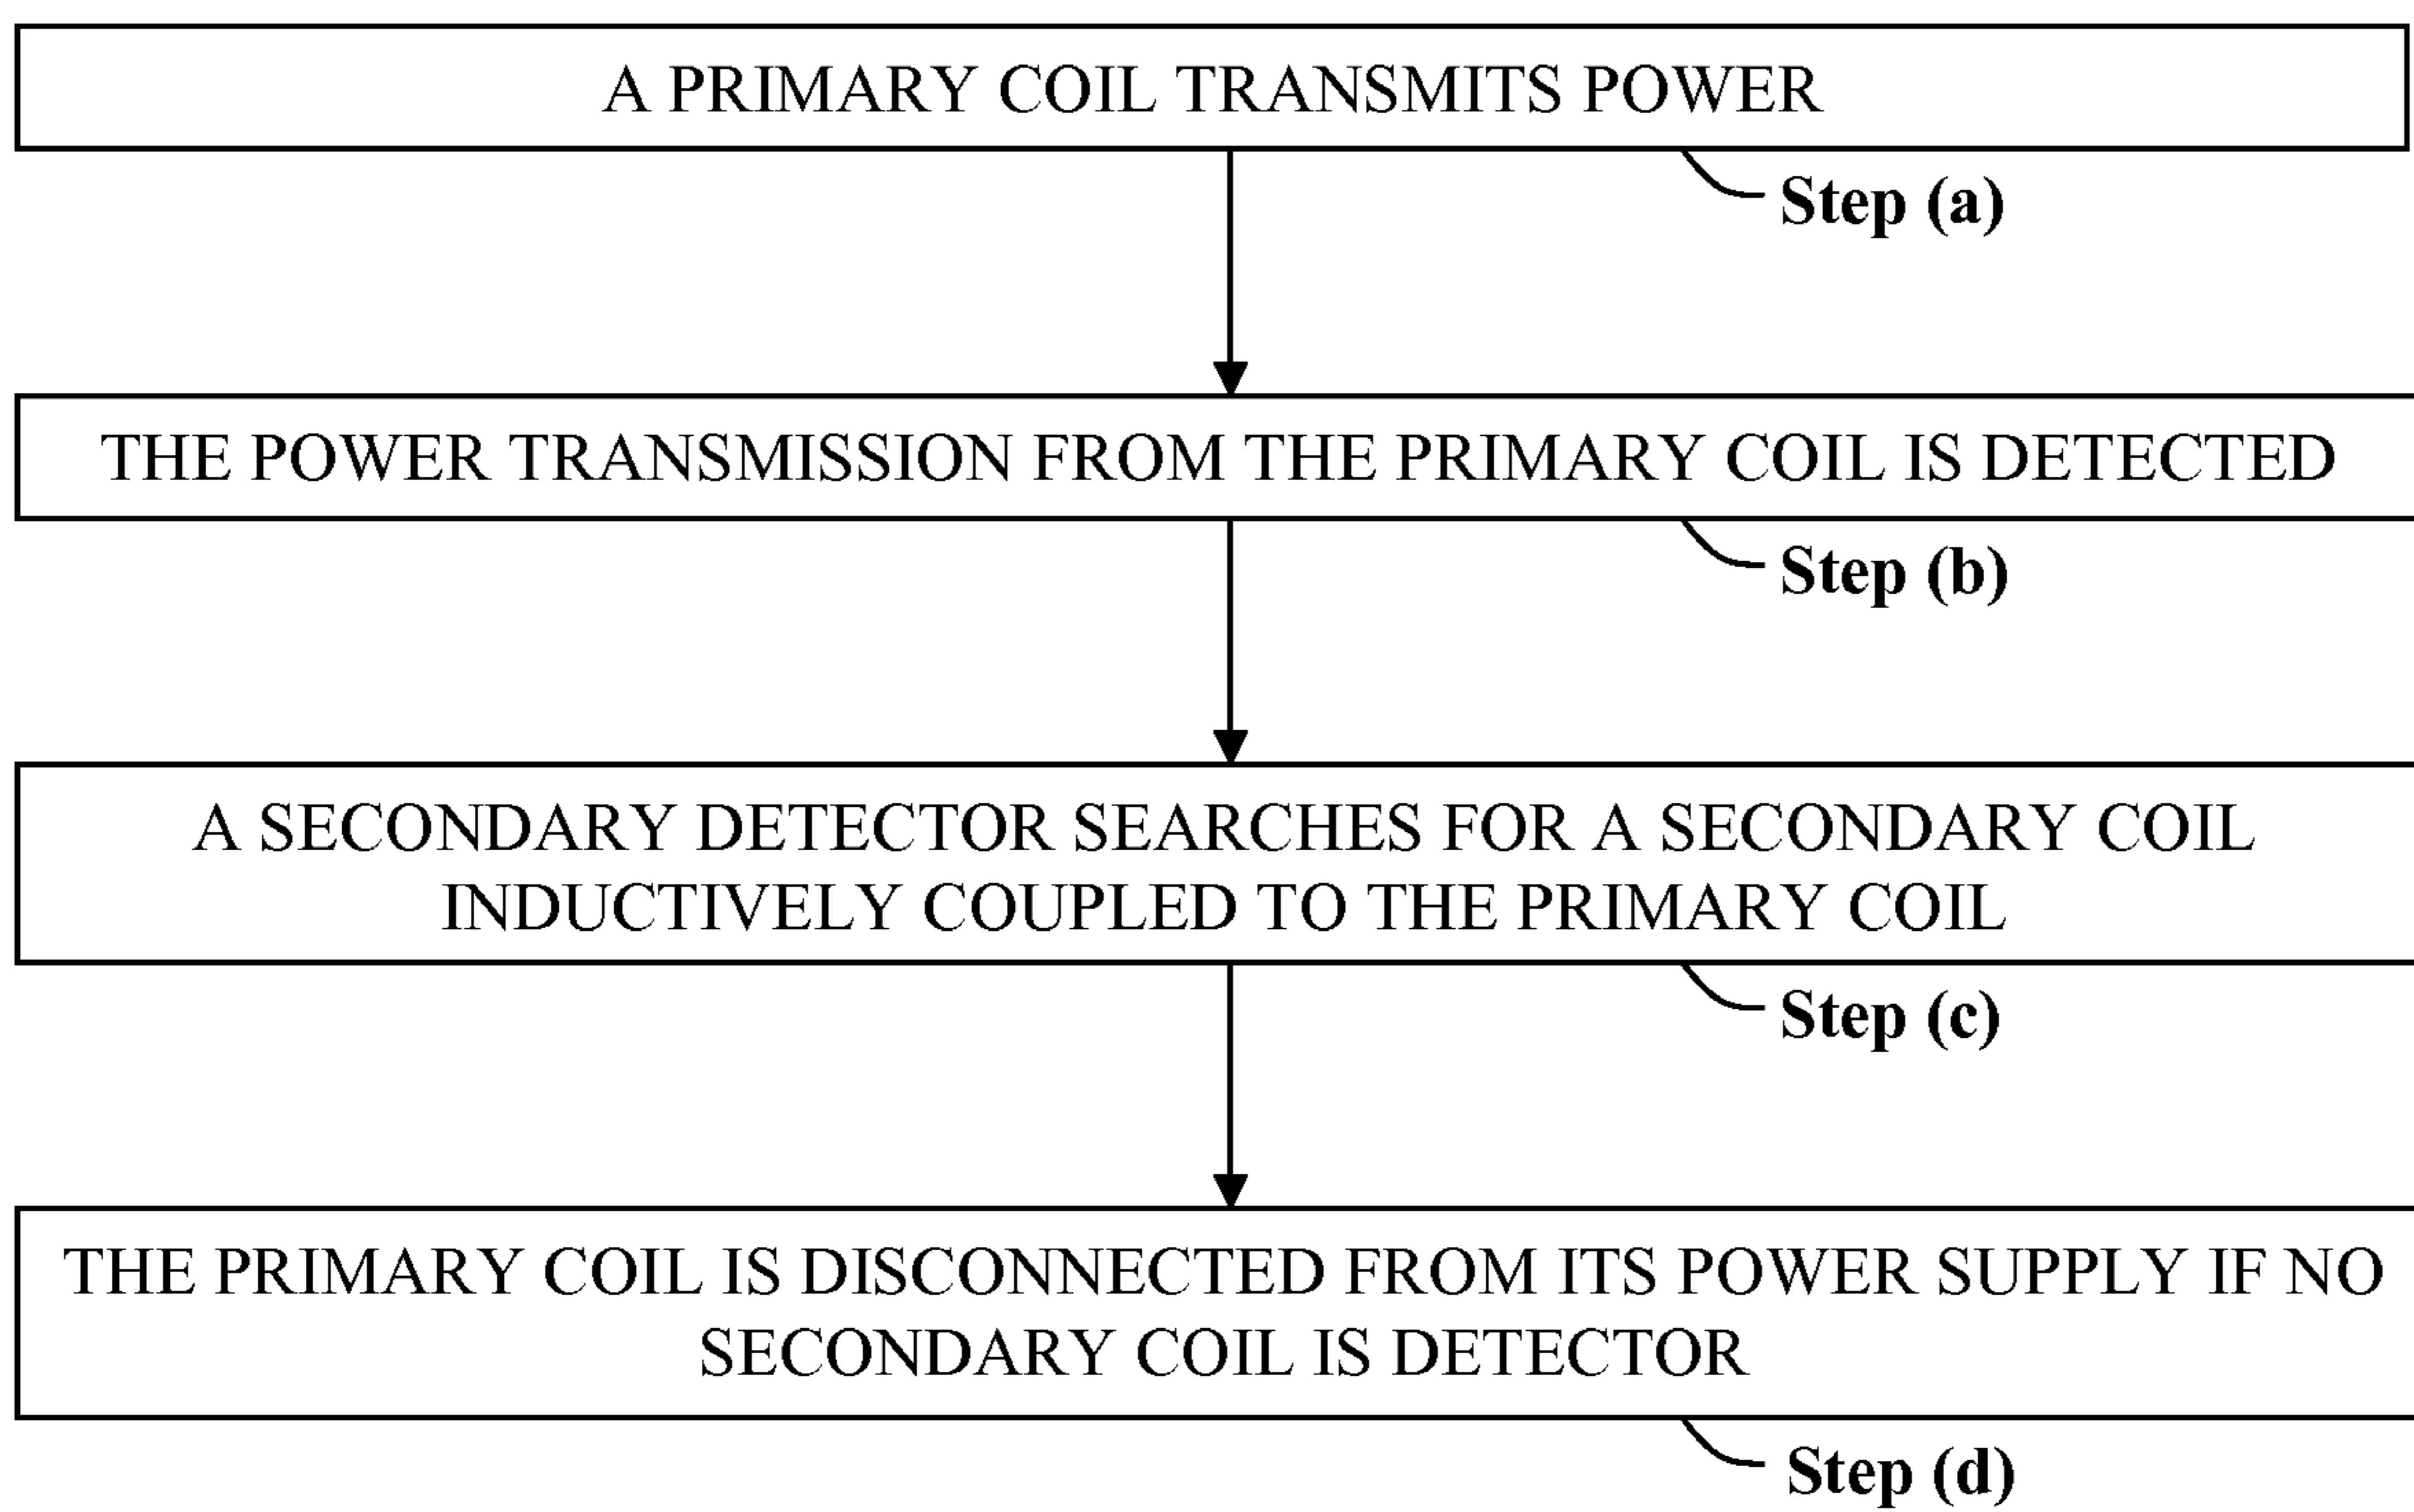 A PRIMARY COIL TRANSMITS POWER
Step (a)
THE POWER TRANSMISSION FROM THE PRIMARY COIL IS DETECTED
Step (b)
A SECONDARY DETECTOR SEARCHES FOR A SECONDARY COIL
INDUCTIVELY COUPLED TO THE PRIMARY COIL
Step (c)
THE PRIMARY COIL IS DISCONNECTED FROM ITS POWER SUPPLY IF NO
SECONDARY COIL IS DETECTOR
Step (d)